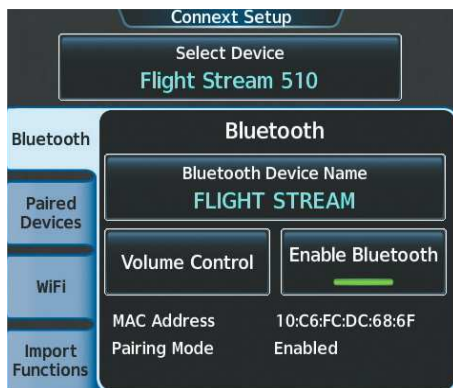 Connext Setup
Select Device
Flight Stream 510
Bluetooth
Paired
Devices
WiFi
Import
Functions
Bluetooth
Bluetooth Device Name
FLIGHT STREAM
Volume Control
Enable Bluetooth
MAC Address 10:C6:FC:DC:68:6F
Pairing Mode Enabled